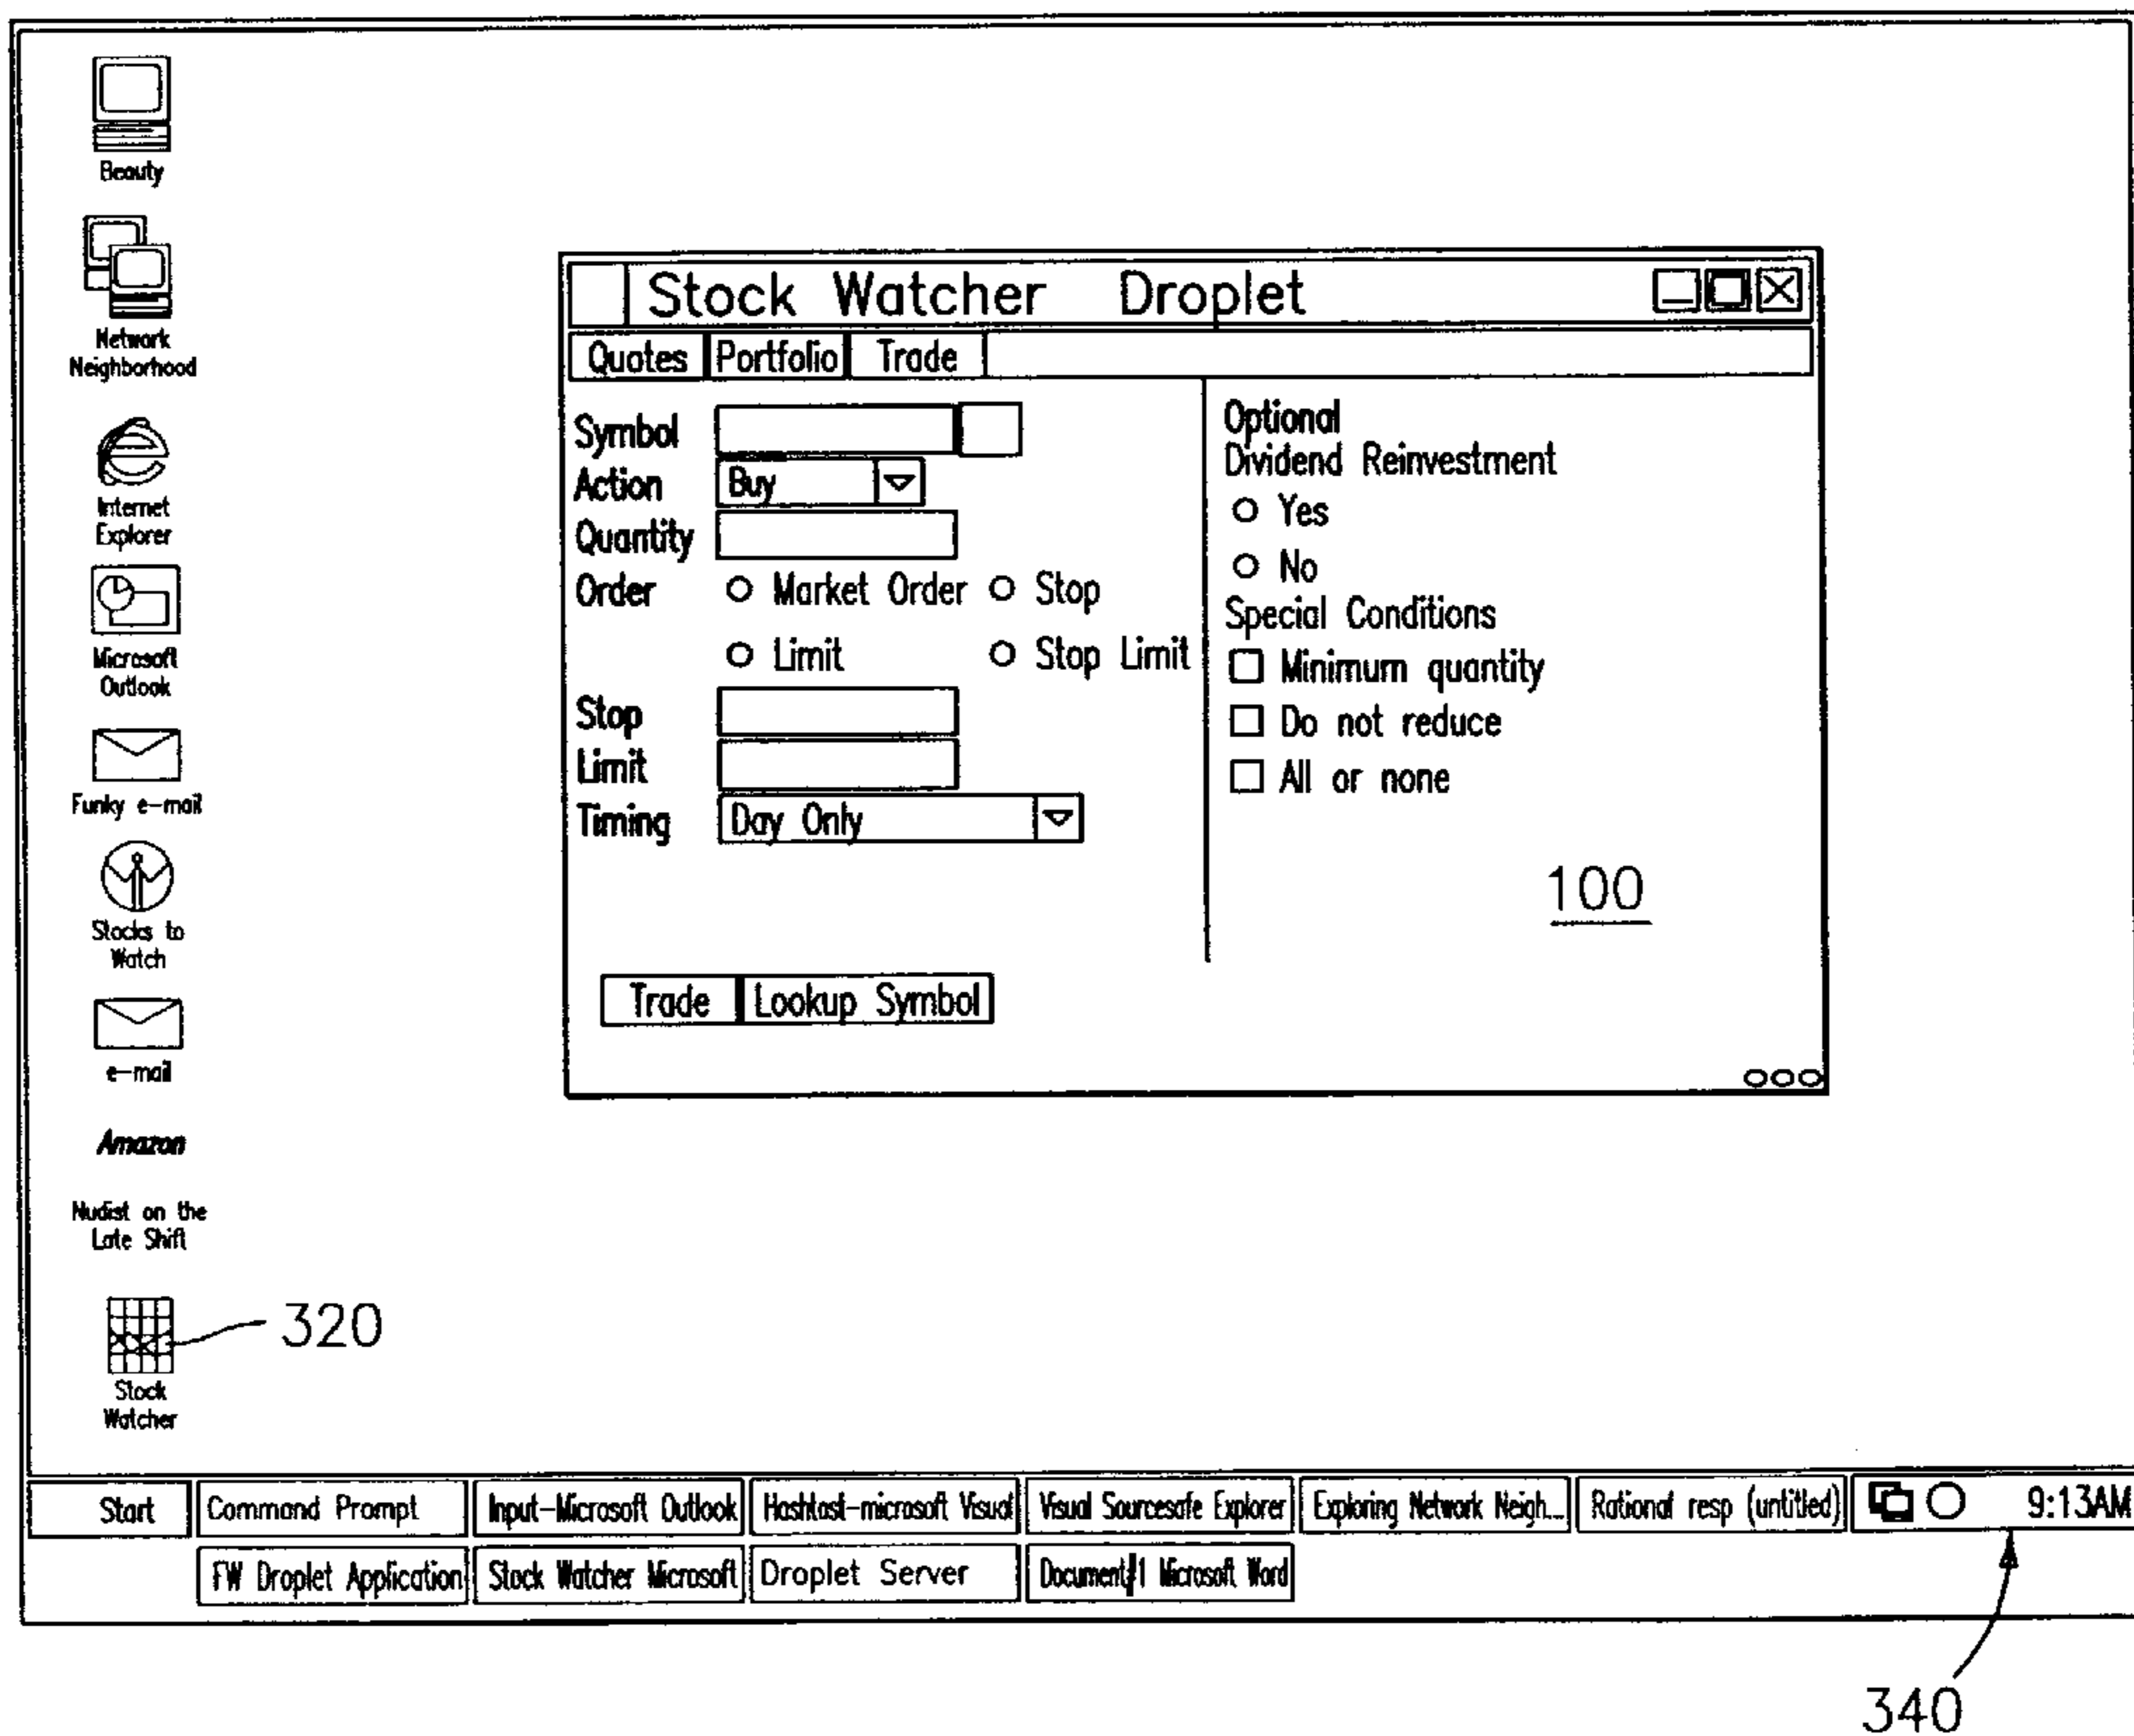 Beauty
Network
Neighborhood
Internet
Explorer
Microsoft
Outlook
Funky e-mail
Stocks to
Watch
e-mail
Amazon
Nudist on the
Late Shift
320
Stock
Watcher
Stock Watcher Droplet
Quotes Portfolio Trade
Symbol
Action Buy
Quantity
Order Market Order Stop
Limit Stop Limit
Stop
Limit
Timing Day Only
Trade Lookup Symbol
Optional
Dividend Reinvestment
Yes
No
Special Conditions
Minimum quantity
Do not reduce
All or none
100
Start Command Prompt Input-Microsoft Outlook Hashtast-microsoft Visual Visual Sourcesafe Explorer Exploring Network Neigh... Rational resp (untitled) 9:13AM
FW Droplet Application Stock Watcher Microsoft Droplet Server Document#1 Microsoft Word
340